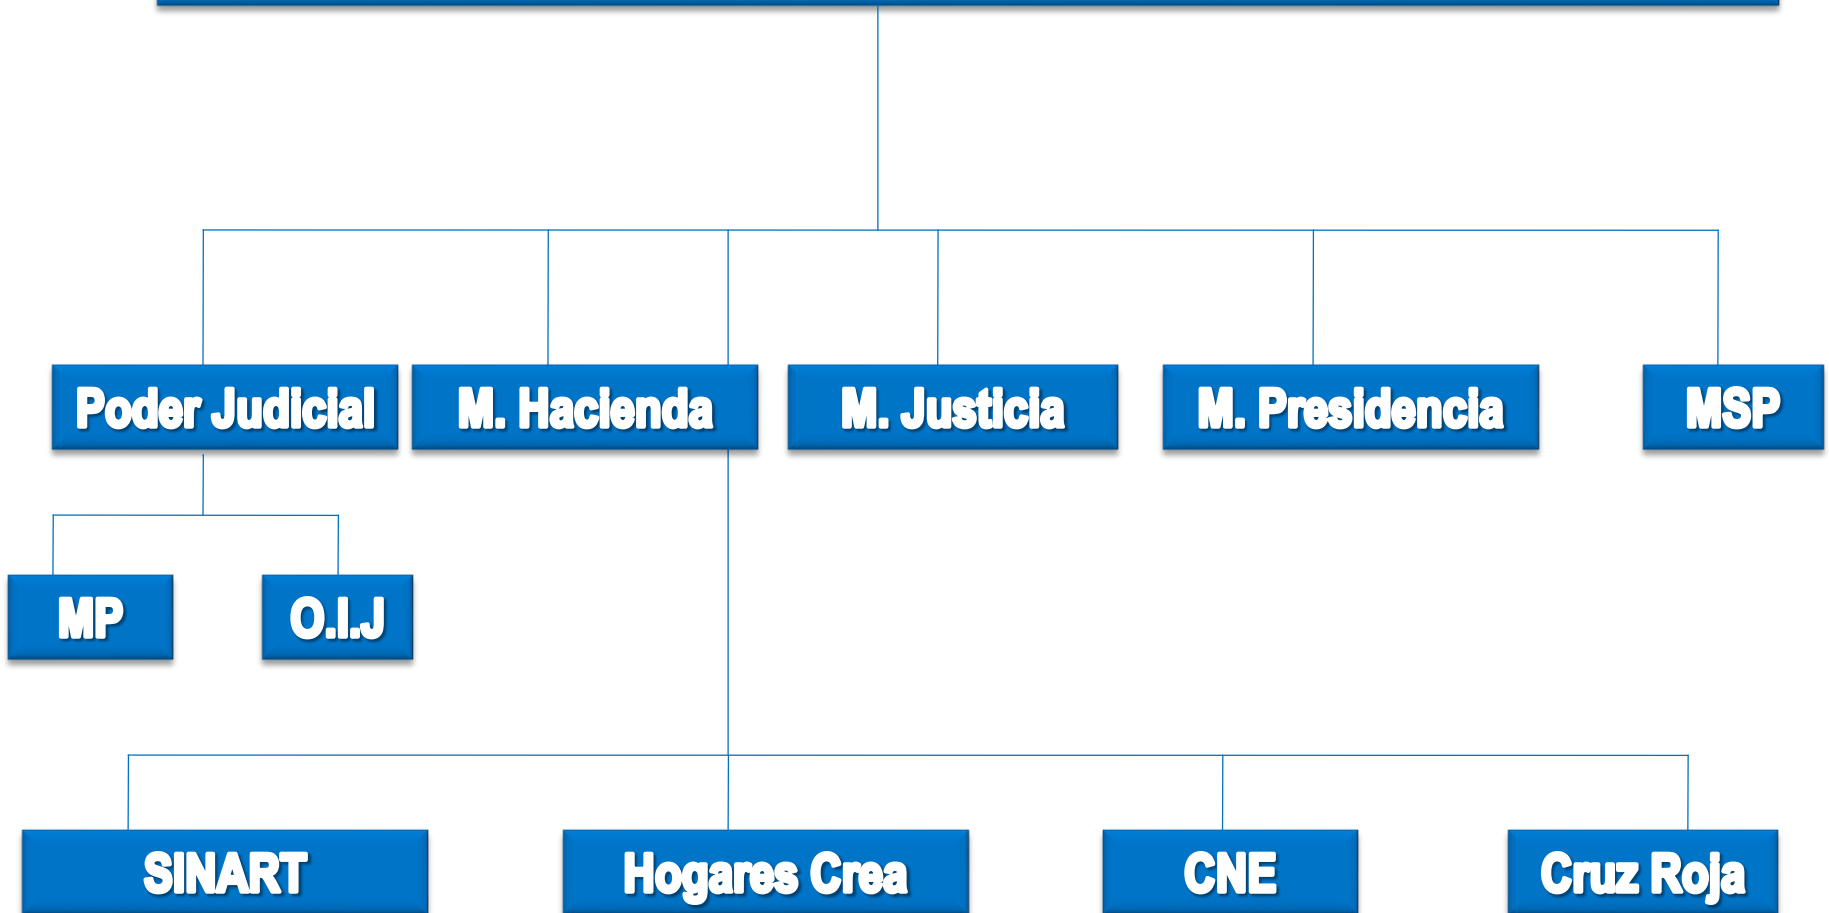 Poder Judicial
M. Hacienda
M. Justicia
M. Presidencia
MSP
MP
O.I.J
SINART
Hogares Crea
CNE
Cruz Roja